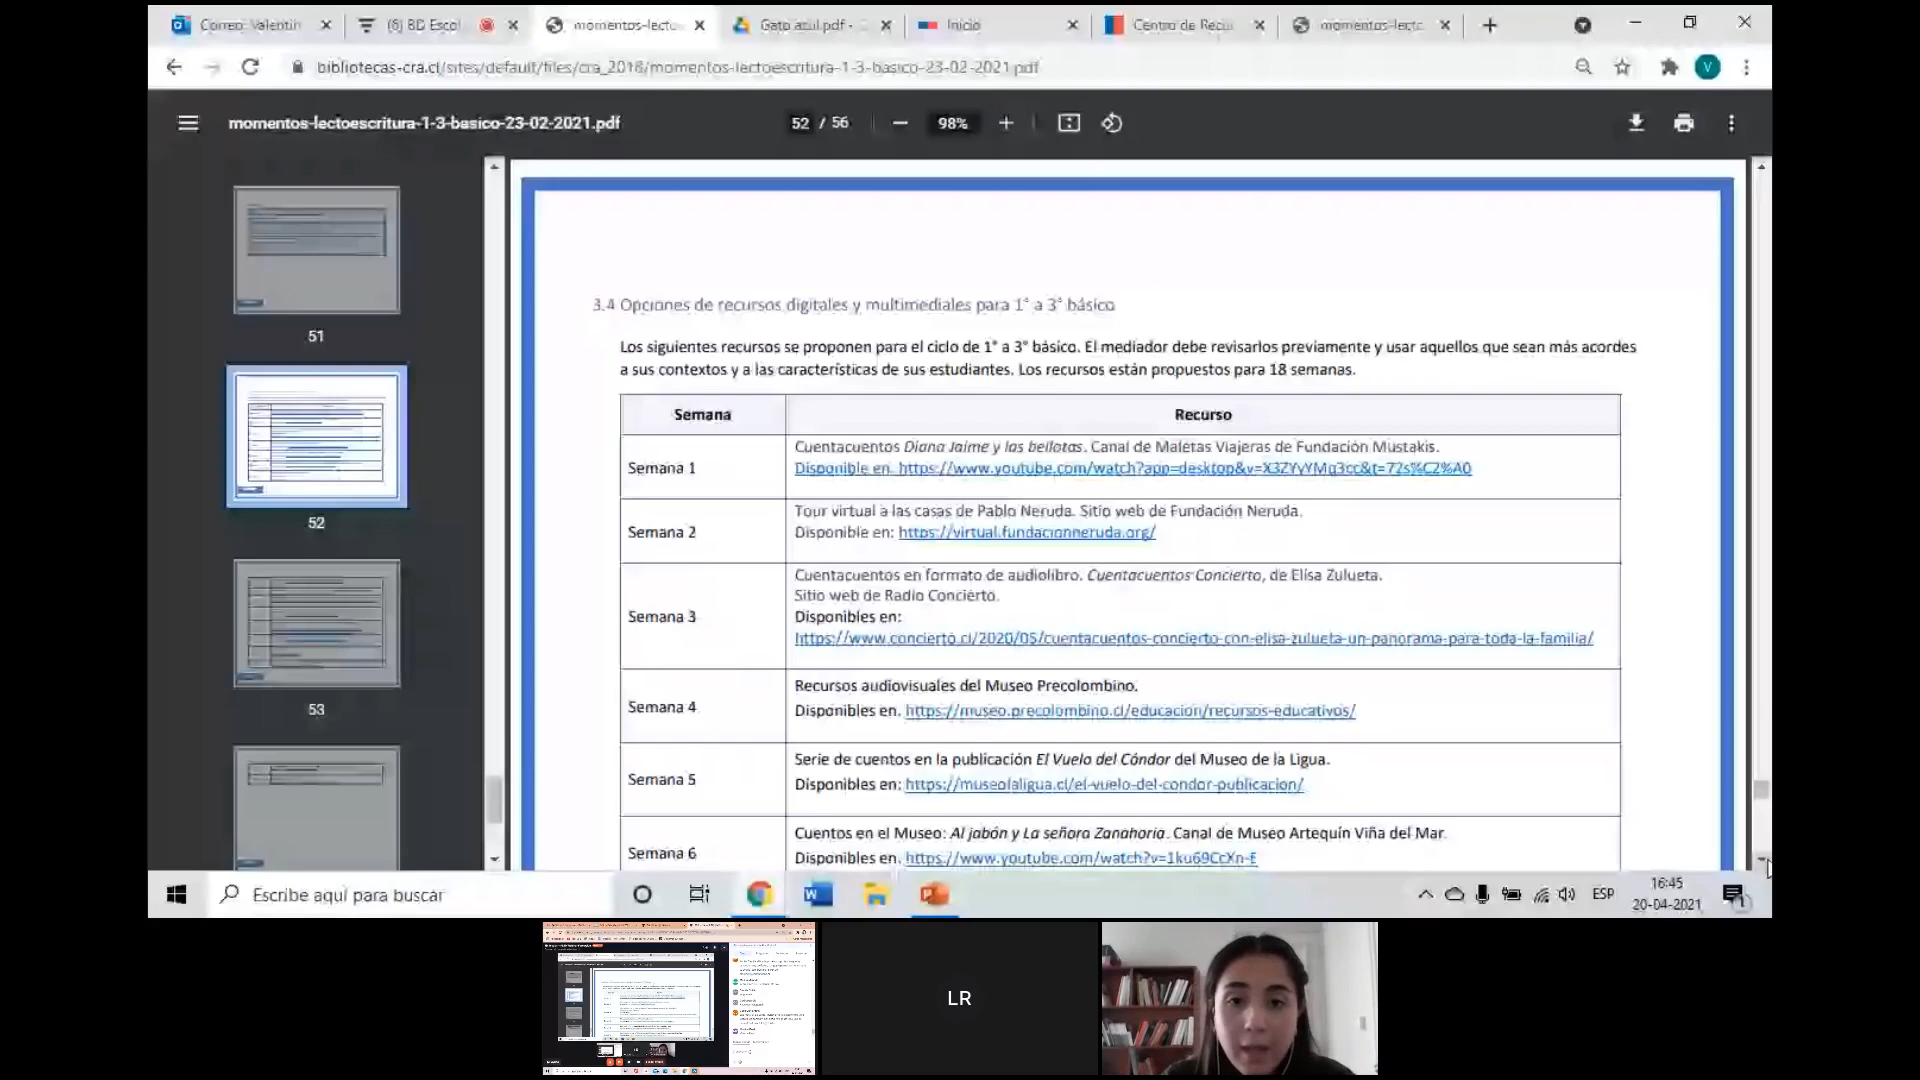 Correo: Valentin
(6) BD Escol
momentos-lecto
Gato azul.pdf -
Inicio
Centro de Recu
momentos-lecto
bibliotecas-cra.cl/sites/default/files/cra_2018/momentos-lectoescritura-1-3-basico-23-02-2021.pdf
V
momentos-lectoescritura-1-3-basico-23-02-2021.pdf
52 / 56
98%
51
52
53
3.4 Opciones de recursos digitales y multimediales para 1° a 3° básico
Los siguientes recursos se proponen para el ciclo de 1° a 3° básico. El mediador debe revisarlos previamente y usar aquellos que sean más acordes
a sus contextos y a las características de sus estudiantes. Los recursos están propuestos para 18 semanas.
Semana Recurso
Semana 1
Cuentacuentos Diana Jaime y las bellotas. Canal de Maletas Viajeras de Fundación Mustakis.
Disponible en: https://www.youtube.com/watch?app=desktop&v=X3ZYyYMq3cc&t=72s%C2%A0
Semana 2
Tour virtual a las casas de Pablo Neruda. Sitio web de Fundación Neruda.
Disponible en: https://virtual.fundacionneruda.org/
Semana 3
Cuentacuentos en formato de audiolibro. Cuentacuentos Concierto, de Elisa Zulueta.
Sitio web de Radio Concierto.
Disponibles en:
https://www.concierto.cl/2020/05/cuentacuentos-concierto-con-elisa-zulueta-un-panorama-para-toda-la-familia/
Semana 4
Recursos audiovisuales del Museo Precolombino.
Disponibles en: https://museo.precolombino.cl/educacion/recursos-educativos/
Semana 5
Serie de cuentos en la publicación El Vuelo del Cóndor del Museo de la Ligua.
Disponibles en: https://museolaligua.cl/el-vuelo-del-condor-publicacion/
Semana 6
Cuentos en el Museo: Al jabón y La señora Zanahoria. Canal de Museo Artequín Viña del Mar.
Disponibles en: https://www.youtube.com/watch?v=1ku69CcXn-E
Escribe aquí para buscar
ESP
16:45
20-04-2021
1
LR